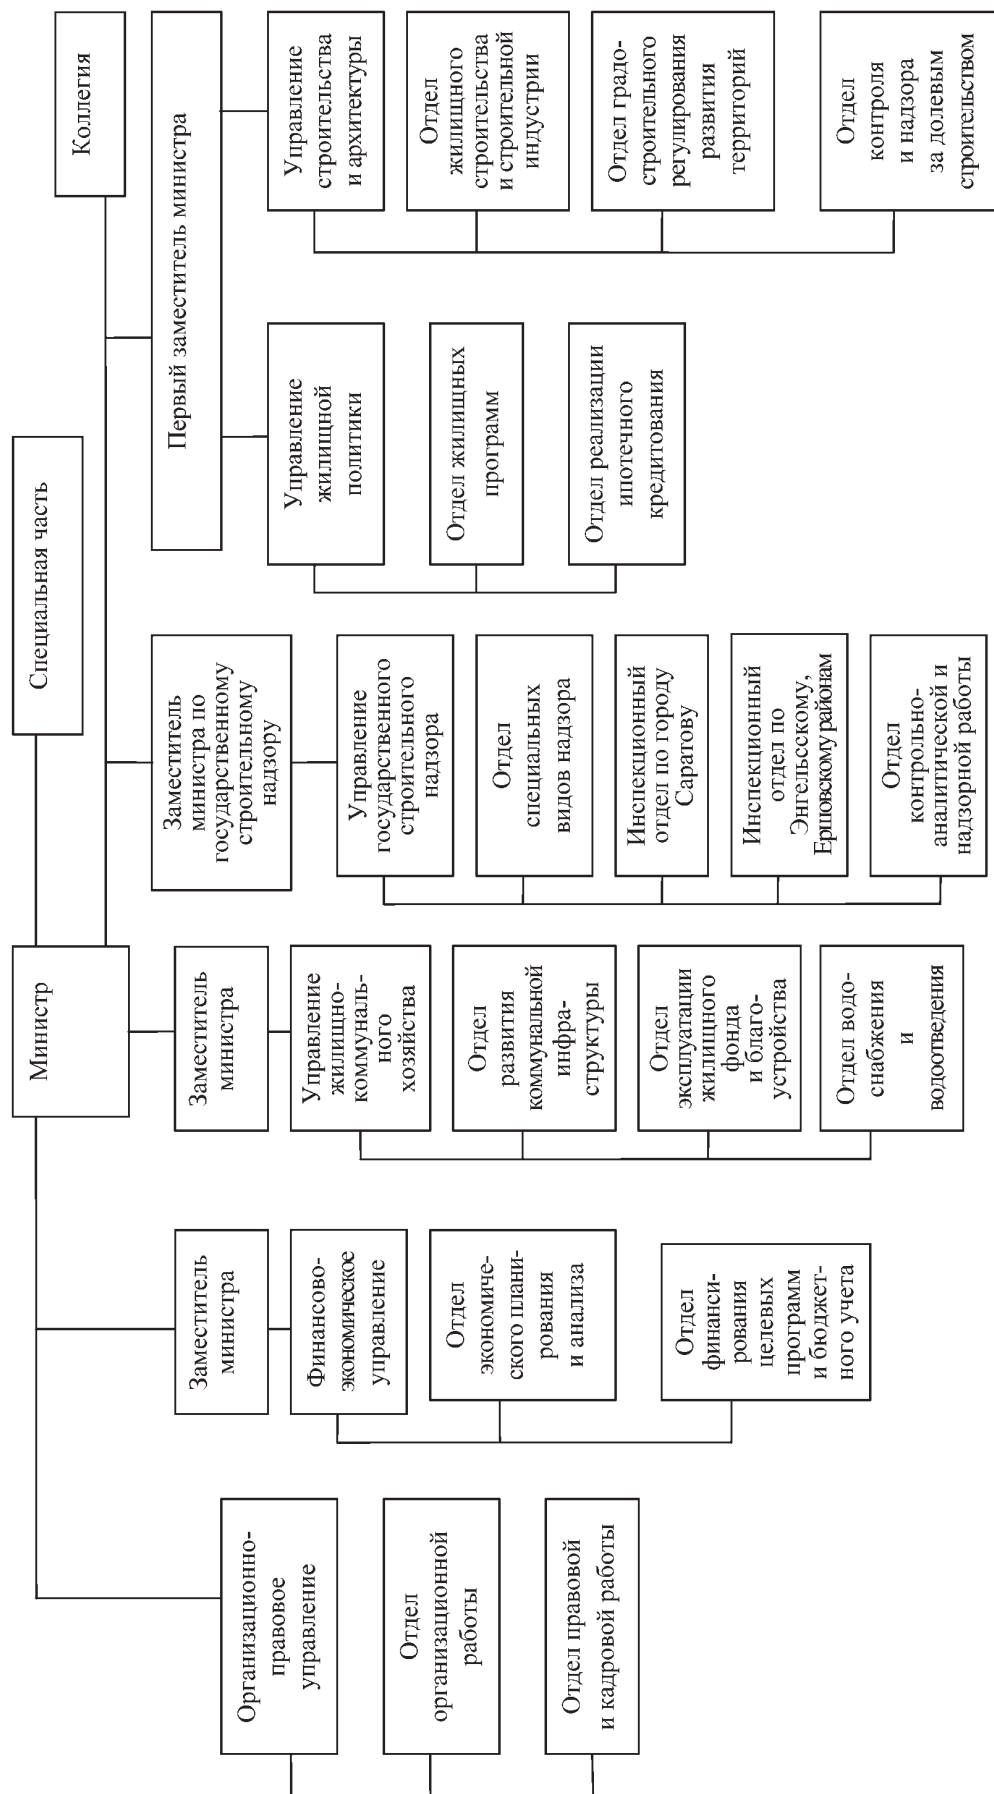 Министр
Специальная часть
Коллегия
Организационно-
правовое
управление
Отдел
организационной
работы
Отдел правовой
и кадровой работы
Заместитель
министра
Финансово-
экономическое
управление
Отдел
экономиче-
ского плани-
рования
и анализа
Отдел
финанси-
рования
целевых
программ
и бюджет-
ного учета
Заместитель
министра
Управление
жилищно-
коммуналь-
ного
хозяйства
Отдел
развития
коммунальной
инфра-
структуры
Отдел
эксплуатации
жилищного
фонда
и благо-
устройства
Отдел водо-
снабжения
и
водоотведения
Заместитель
министра по
государственному
строительному
надзору
Управление
государственного
строительного
надзора
Отдел
специальных
видов надзора
Инспекционный
отдел по городу
Саратову
Инспекционный
отдел по
Энгельсскому,
Ершовскому районам
Отдел
контрольно-
аналитической и
надзорной работы
Первый заместитель министра
Управление
жилищной
политики
Отдел жилищных
программ
Отдел реализации
ипотечного
кредитования
Управление
строительства
и архитектуры
Отдел
жилищного
строительства
и строительной
индустрии
Отдел градо-
строительного
регулирования
развития
территорий
Отдел
контроля
и надзора
за долевым
строительством